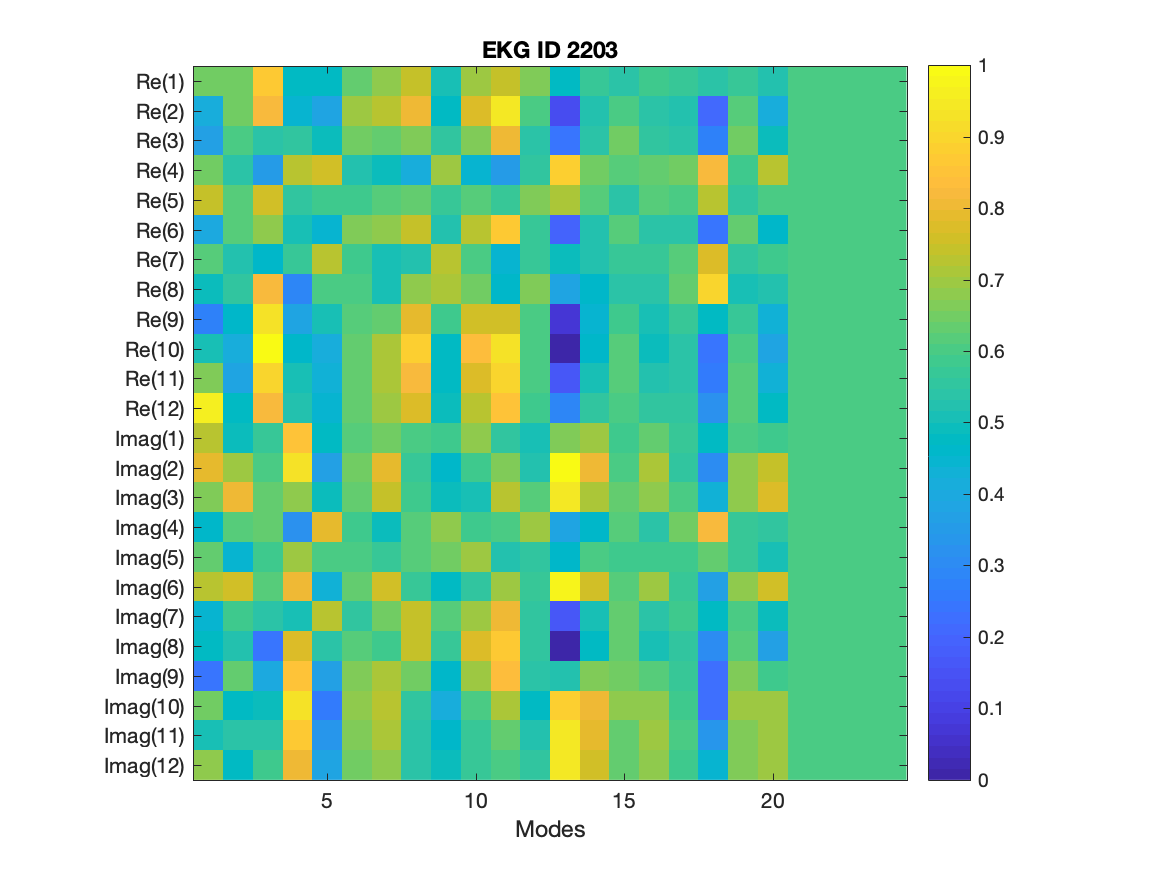 EKG ID 2203
Re(1)
Re(2)
Re(3)
Re(4)
Re(5)
Re(6)
Re(7)
Re(8)
Re(9)
Re(10)
Re(11)
Re(12)
Imag(1)
Imag(2)
Imag(3)
Imag(4)
Imag(5)
Imag(6)
Imag(7)
Imag(8)
Imag(9)
Imag(10)
Imag(11)
Imag(12)
5 10 15 20
Modes
1
0.9
0.8
0.7
0.6
0.5
0.4
0.3
0.2
0.1
0